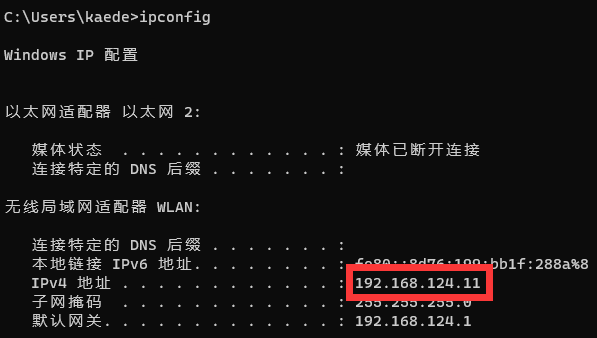 C:\Users\kaede>ipconfig
Windows IP 配置
以太网适配器 以太网 2:
媒体状态 . . . . . . . . . . . . : 媒体已断开连接
连接特定的 DNS 后缀 . . . . . . . :
无线局域网适配器 WLAN:
连接特定的 DNS 后缀 . . . . . . . :
本地链接 IPv6 地址. . . . . . . . : fe80::8d76:199:bb1f:288a%8
IPv4 地址 . . . . . . . . . . . . : 192.168.124.11
子网掩码 . . . . . . . . . . . . : 255.255.255.0
默认网关. . . . . . . . . . . . . : 192.168.124.1